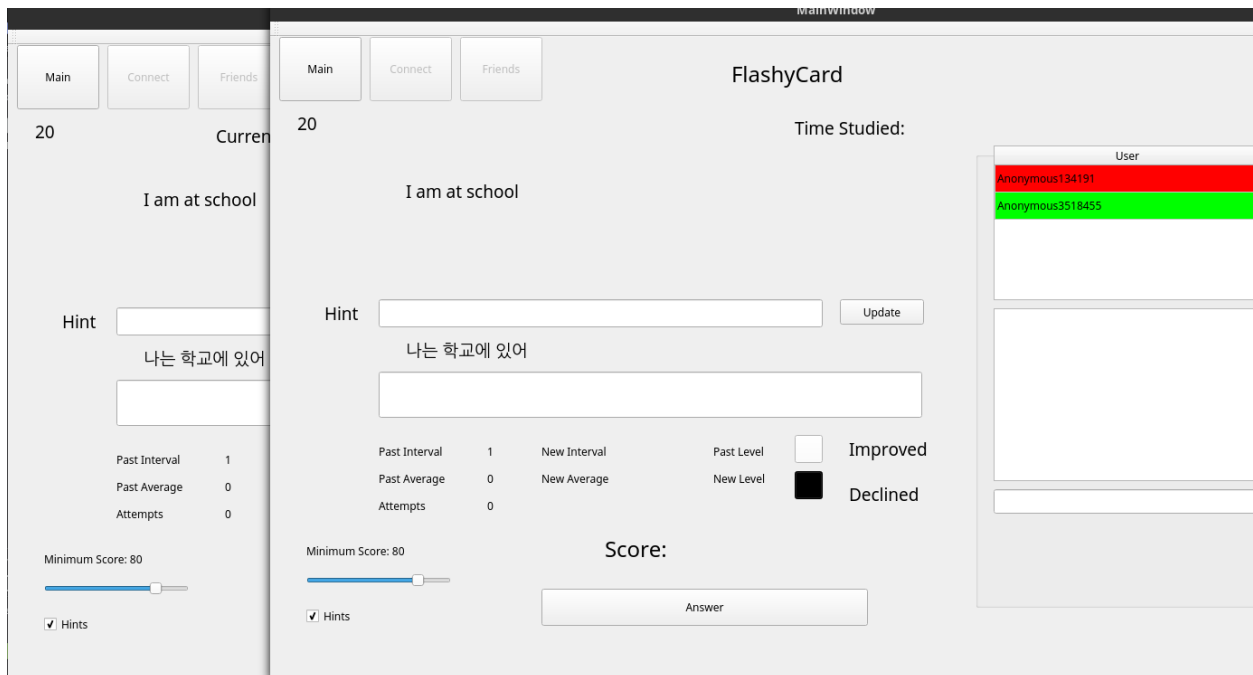 MainWindow
Main
Connect
Friends
20
I am at school
Hint
나는 학교에 있어
Past Interval 1
Past Average 0
Attempts 0
Minimum Score: 80
Hints
Main
Connect
Friends
FlashyCard
20
Time Studied:
User
Anonymous134191
Anonymous3518455
I am at school
Hint
Update
나는 학교에 있어
Past Interval 1 New Interval Past Level Improved
Past Average 0 New Average New Level Declined
Attempts 0
Minimum Score: 80
Score:
Answer
Hints